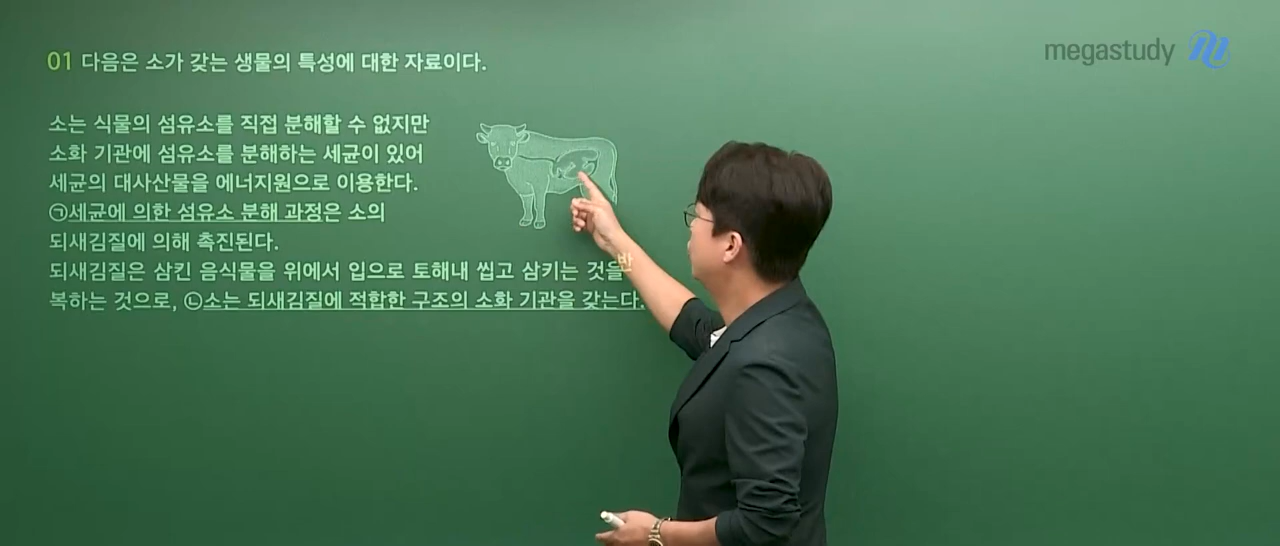 megastudy
01 다음은 소가 갖는 생물의 특성에 대한 자료이다.
소는 식물의 섬유소를 직접 분해할 수 없지만
소화 기관에 섬유소를 분해하는 세균이 있어
세균의 대사산물을 에너지원으로 이용한다.
㉠세균에 의한 섬유소 분해 과정은 소의
되새김질에 의해 촉진된다.
되새김질은 삼킨 음식물을 위에서 입으로 토해내 씹고 삼키는 것을 반
복하는 것으로, ㉡소는 되새김질에 적합한 구조의 소화 기관을 갖는다.